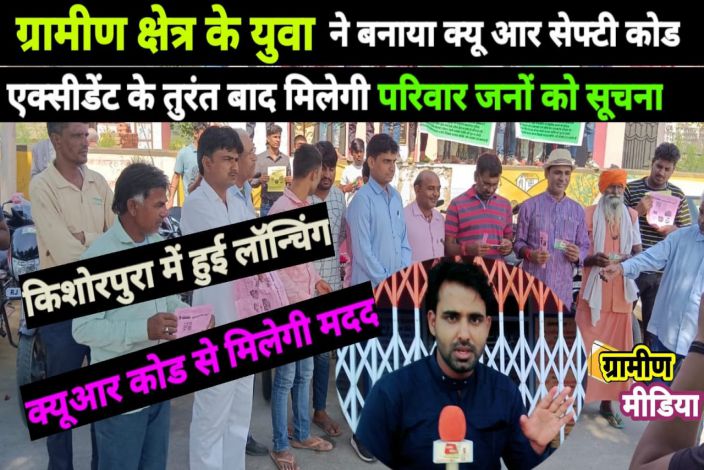 ग्रामीण क्षेत्र के युवा ने बनाया क्यू आर सेफ्टी कोड
एक्सीडेंट के तुरंत बाद मिलेगी परिवार जनों को सूचना
किशोरपुरा में हुई लॉन्चिंग
क्यूआर कोड से मिलेगी मदद
ग्रामीण
मीडिया